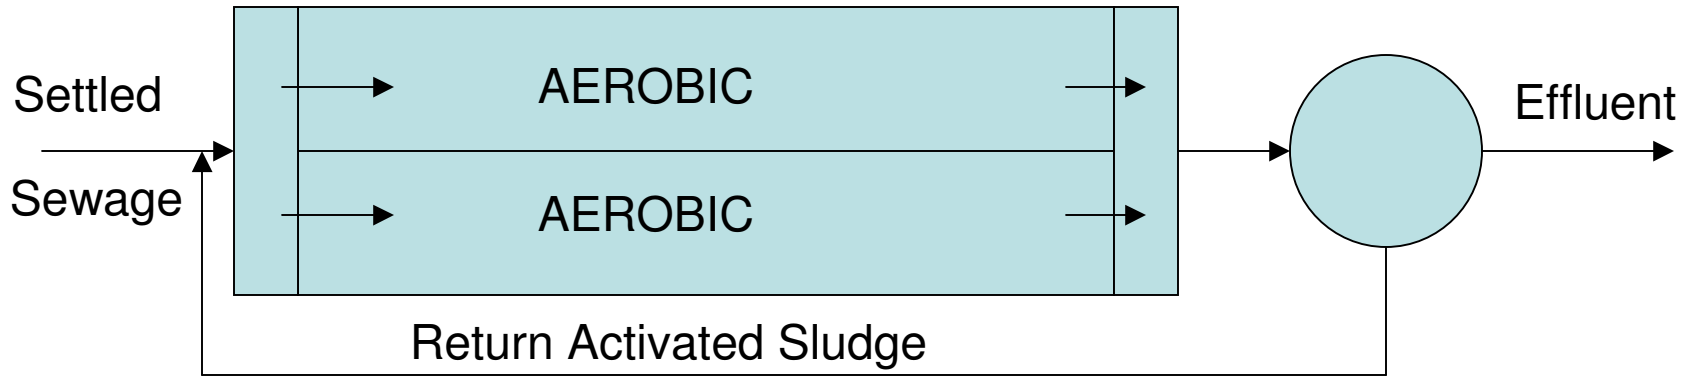 Settled
Sewage
AEROBIC
AEROBIC
Effluent
Return Activated Sludge